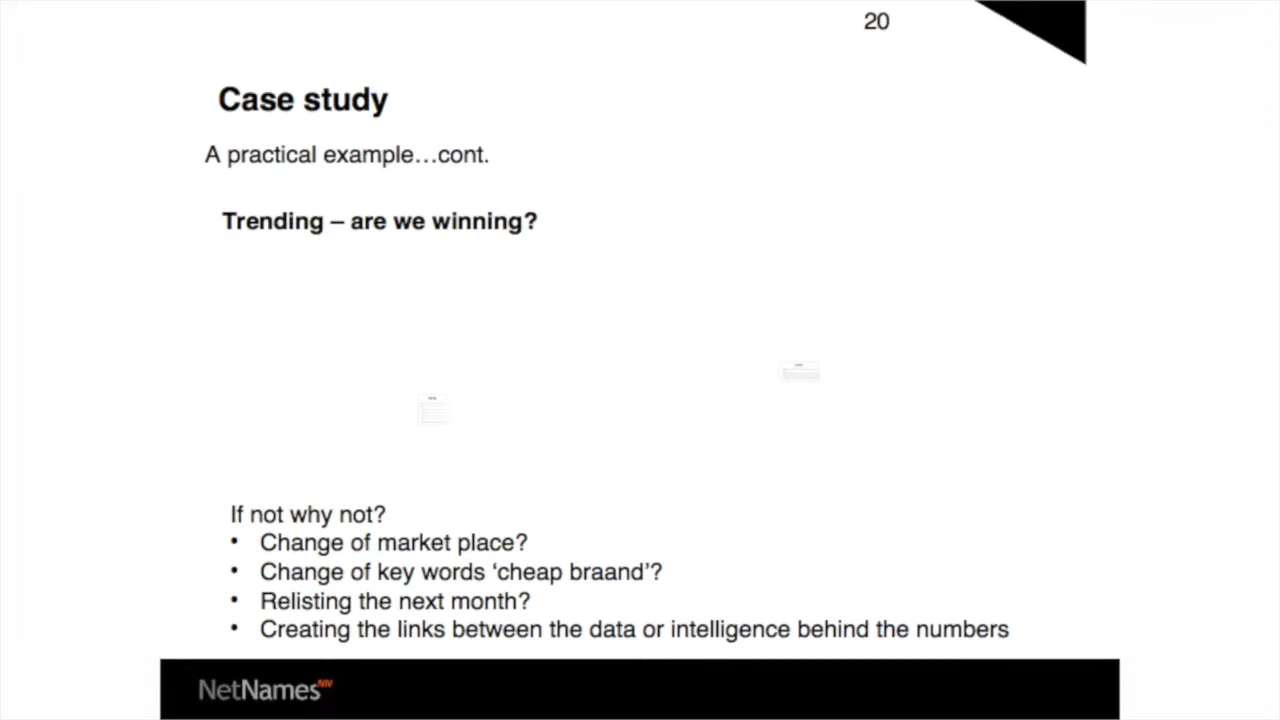 20
Case study
A practical example…cont.
Trending – are we winning?
If not why not?
• Change of market place?
• Change of key words ‘cheap braand’?
• Relisting the next month?
• Creating the links between the data or intelligence behind the numbers
NetNames